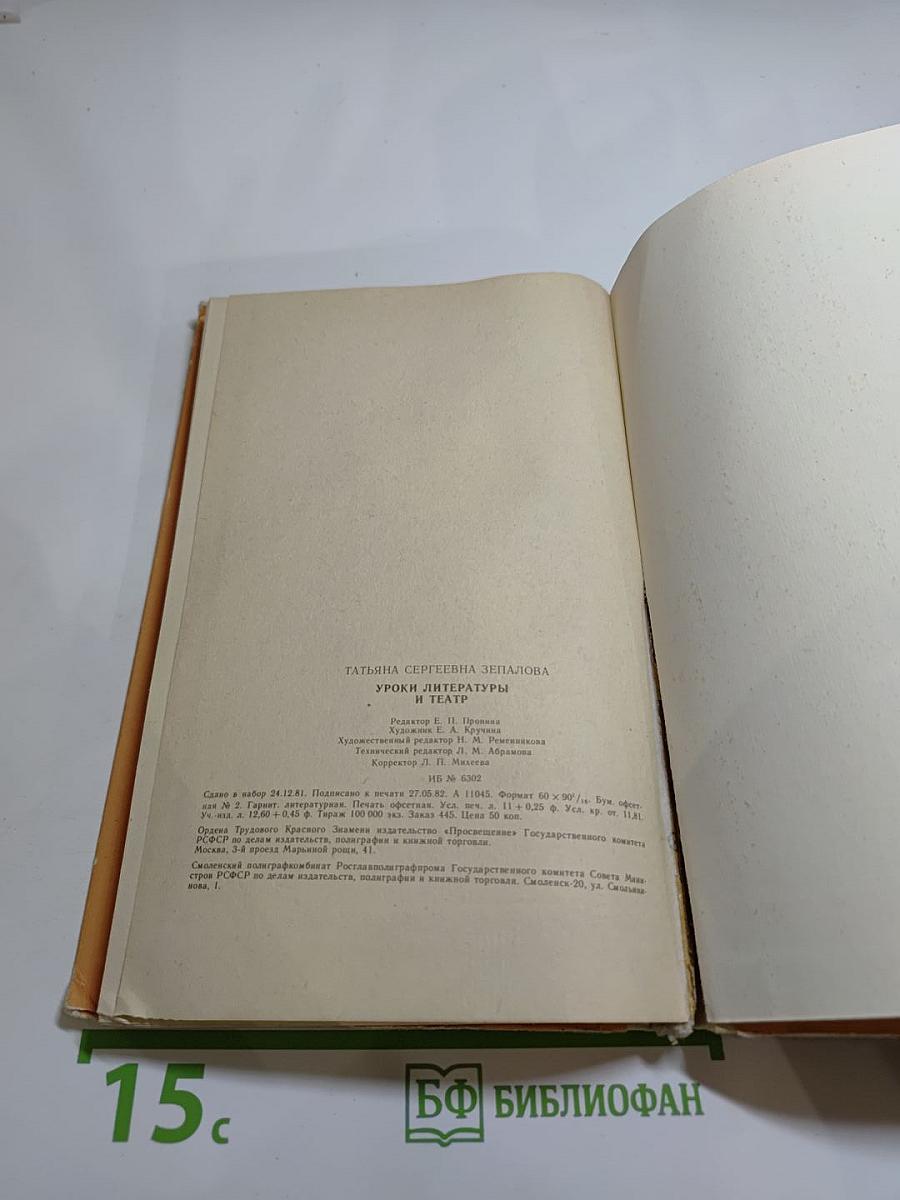 ТАТЬЯНА СЕРГЕЕВНА ЗЕПАЛОВА
УРОКИ ЛИТЕРАТУРЫ
И ТЕАТР
Редактор Е. П. Пронина
Художник Е. А. Кручина
Художественный редактор Н. М. Ременникова
Технический редактор Л. М. Абрамова
Корректор Л. П. Михеева
ИБ № 6302
Сдано в набор 24.12.81. Подписано к печати 27.05.82. А 11045. Формат 60 × 90¹/₁₆. Бум. офсет-
ная № 2. Гарнит. литературная. Печать офсетная. Усл. печ. л. 11 + 0,25 ф. Усл. кр. от. 11,81.
Уч.-изд. л. 12,60 + 0,45 ф. Тираж 100 000 экз. Заказ 445. Цена 50 коп.
Ордена Трудового Красного Знамени издательство «Просвещение» Государственного комитета
РСФСР по делам издательств, полиграфии и книжной торговли.
Москва, 3-й проезд Марьиной рощи, 41.
Смоленский полиграфкомбинат Росглавполиграфпрома Государственного комитета Совета Мини-
стров РСФСР по делам издательств, полиграфии и книжной торговли. Смоленск-20, ул. Смолья-
нова, 1.
15 с
БФ БИБЛИОФАН